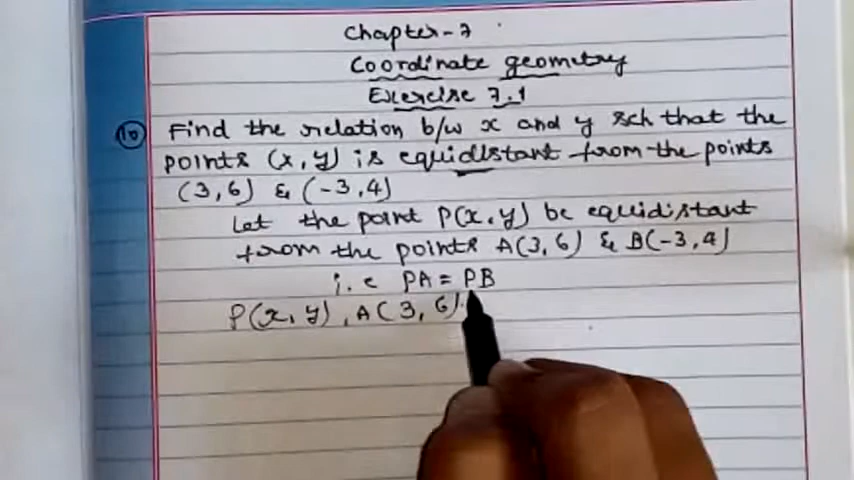 Chapter-7
Coordinate geometry
Exercise 7.1
10 Find the relation b/w x and y sch that the
points (x,y) is equidistant from the points
(3,6) & (-3,4)
Let the point P(x,y) be equidistant
from the points A(3,6) & B(-3,4)
i.e PA = PB
P(x,y), A(3,6)